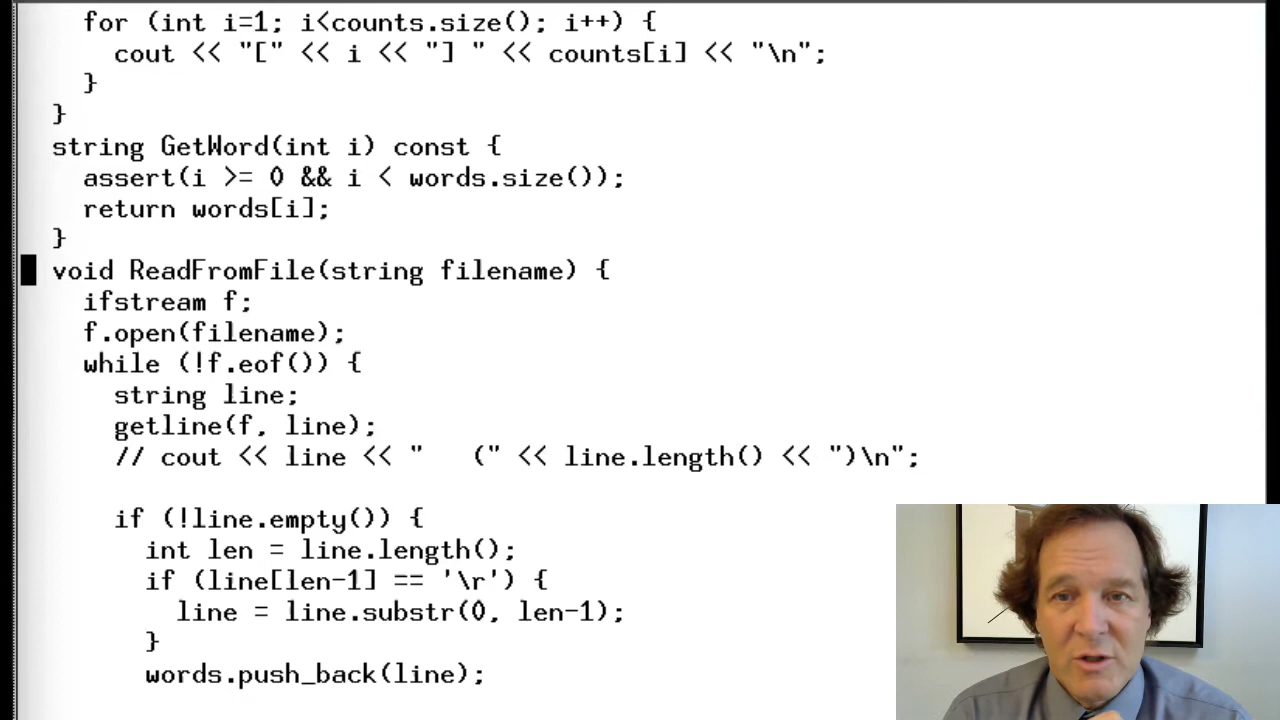 for (int i=1; i<counts.size(); i++) {
cout << "[" << i << "] " << counts[i] << "\n";
}
}
string GetWord(int i) const {
assert(i >= 0 && i < words.size());
return words[i];
}
void ReadFromFile(string filename) {
ifstream f;
f.open(filename);
while (!f.eof()) {
string line;
getline(f, line);
// cout << line << "   (" << line.length() << ")\n";
if (!line.empty()) {
int len = line.length();
if (line[len-1] == '\r') {
line = line.substr(0, len-1);
}
words.push_back(line);